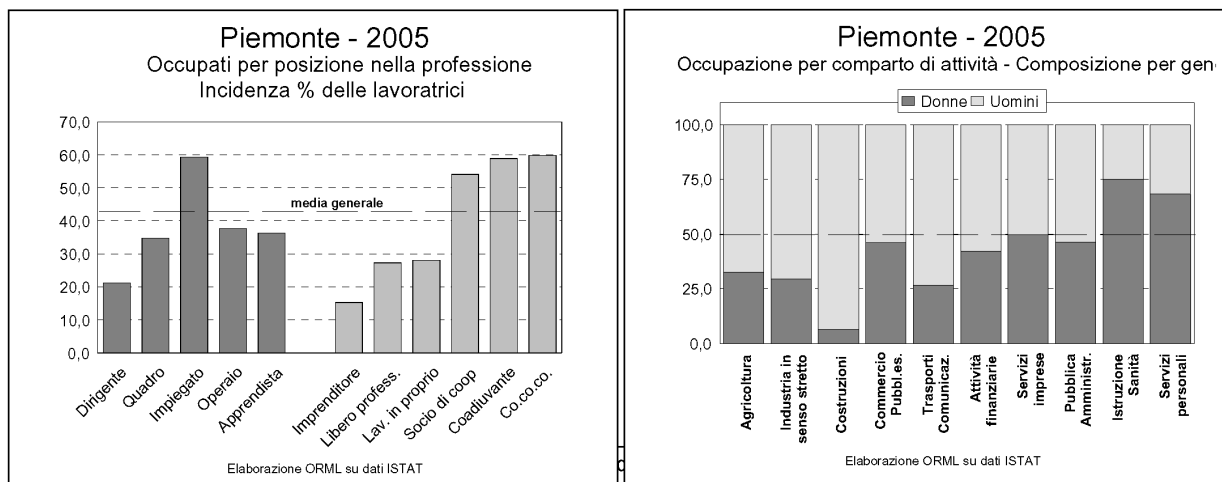 Piemonte - 2005
Occupati per posizione nella professione
Incidenza % delle lavoratrici
70,0
60,0
50,0
40,0
30,0
20,0
10,0
0,0
media generale
Dirigente
Quadro
Impiegato
Operaio
Apprendista
Imprenditore
Libero profess.
Lav. in proprio
Socio di coop
Coadiuvante
Co.co.co.
Elaborazione ORML su dati ISTAT
Piemonte - 2005
Occupazione per comparto di attività - Composizione per gen
Donne
Uomini
100,0
75,0
50,0
25,0
0,0
Agricoltura
Industria in
senso stretto
Costruzioni
Commercio
Pubbl.es.
Trasporti
Comunicaz.
Attività
finanziarie
Servizi
imprese
Pubblica
Amministr.
Istruzione
Sanità
Servizi
personali
Elaborazione ORML su dati ISTAT